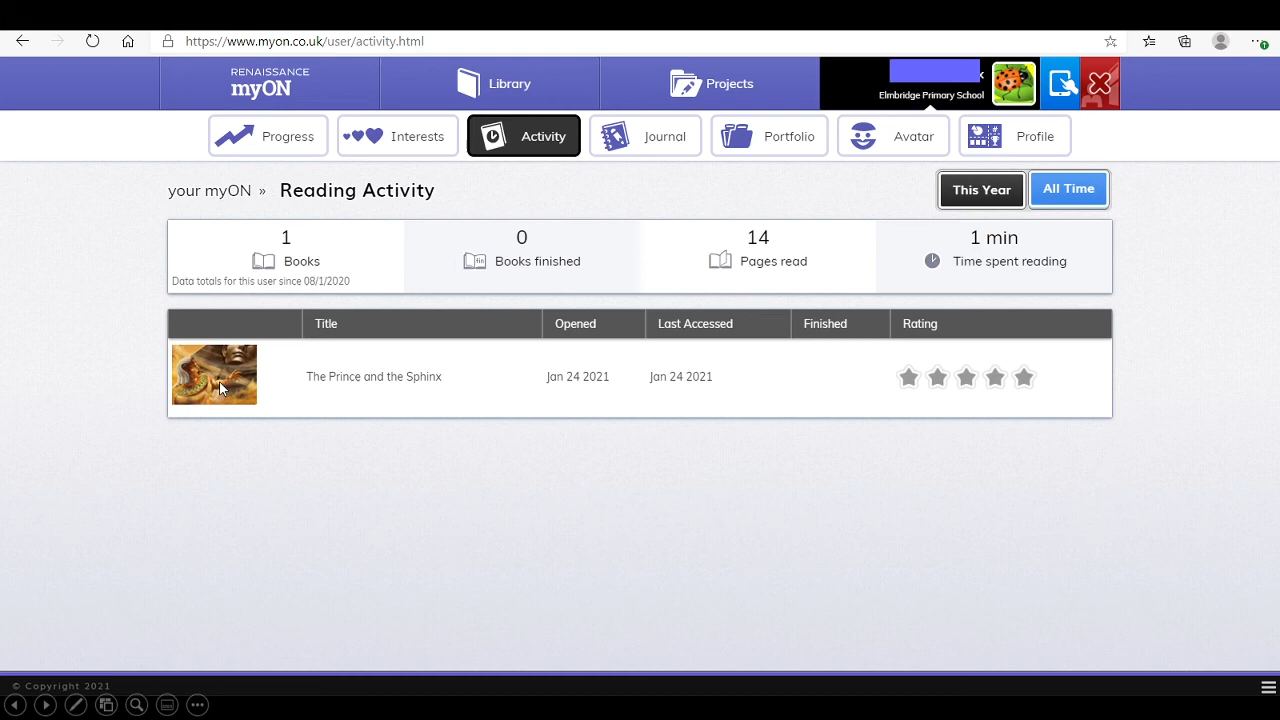 https://www.myon.co.uk/user/activity.html
RENAISSANCE
myON
Library
Projects
Elmbridge Primary School
Progress
Interests
Activity
Journal
Portfolio
Avatar
Profile
your myON » Reading Activity
This Year
All Time
1
Books
Data totals for this user since 08/1/2020
0
fin
Books finished
14
Pages read
1 min
Time spent reading
Title
Opened
Last Accessed
Finished
Rating
The Prince and the Sphinx
Jan 24 2021
Jan 24 2021
© Copyright 2021